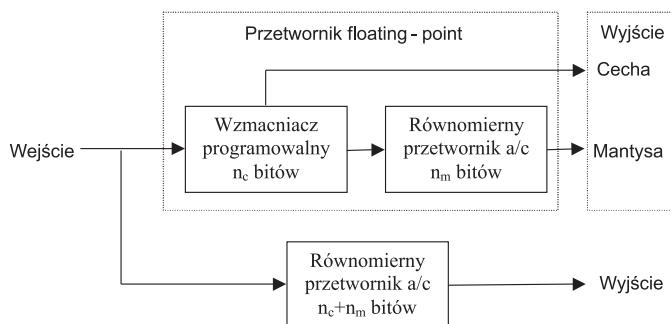 Przetwornik floating - point
Wyjście
Cecha
Wzmacniacz
programowalny
n_c bitów
Równomierny
przetwornik a/c
n_m bitów
Wejście
Mantysa
Równomierny
przetwornik a/c
n_c+n_m bitów
Wyjście